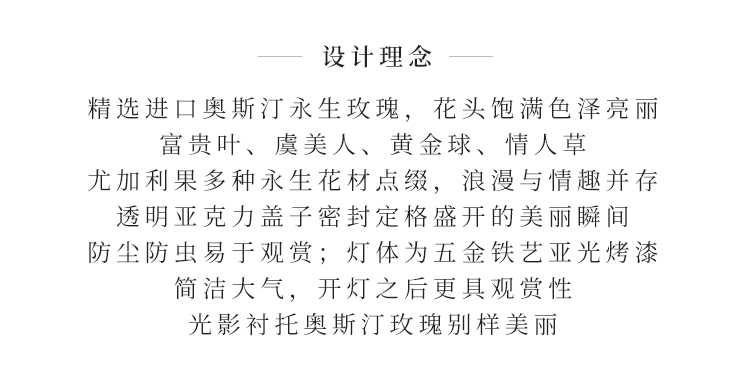 设计理念
精选进口奥斯汀永生玫瑰，花头饱满色泽亮丽
富贵叶、虞美人、黄金球、情人草
尤加利果多种永生花材点缀，浪漫与情趣并存
透明亚克力盖子密封定格盛开的美丽瞬间
防尘防虫易于观赏；灯体为五金铁艺亚光烤漆
简洁大气，开灯之后更具观赏性
光影衬托奥斯汀玫瑰别样美丽